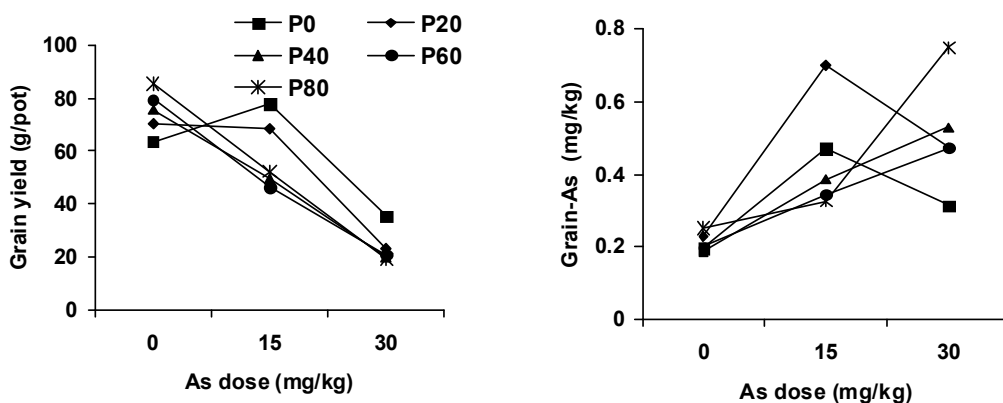 P0 P20
P40 P60
P80
100
80
60
40
20
0
Grain yield (g/pot)
0 15 30
As dose (mg/kg)
0.8
0.6
0.4
0.2
0
Grain-As (mg/kg)
0 15 30
As dose (mg/kg)